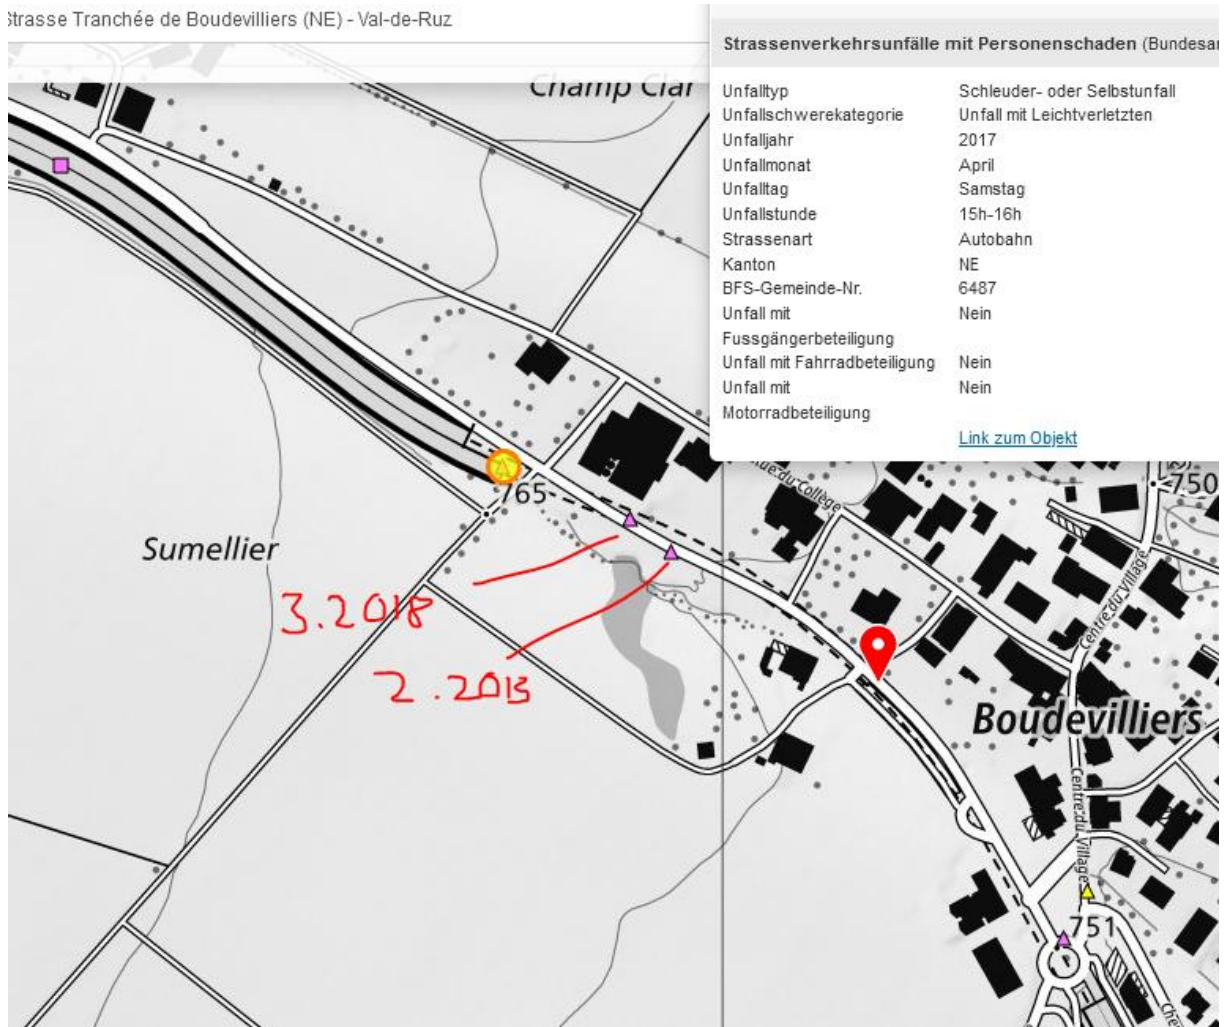 Strasse Tranchée de Boudevilliers (NE) - Val-de-Ruz
Strassenverkehrsunfälle mit Personenschaden (Bundesa
Unfalltyp Schleuder- oder Selbstunfall
Unfallschwerekategorie Unfall mit Leichtverletzten
Unfalljahr 2017
Unfallmonat April
Unfalltag Samstag
Unfallstunde 15h-16h
Strassenart Autobahn
Kanton NE
BFS-Gemeinde-Nr. 6487
Unfall mit Nein
Fussgängerbeteiligung
Unfall mit Fahrradbeteiligung Nein
Unfall mit Nein
Motorradbeteiligung
Link zum Objekt
Champ Clar
765
Rue du Collège
750
Sumellier
3.2018
2.2013
Centre du Village
Boudevilliers
Centre du Village
751